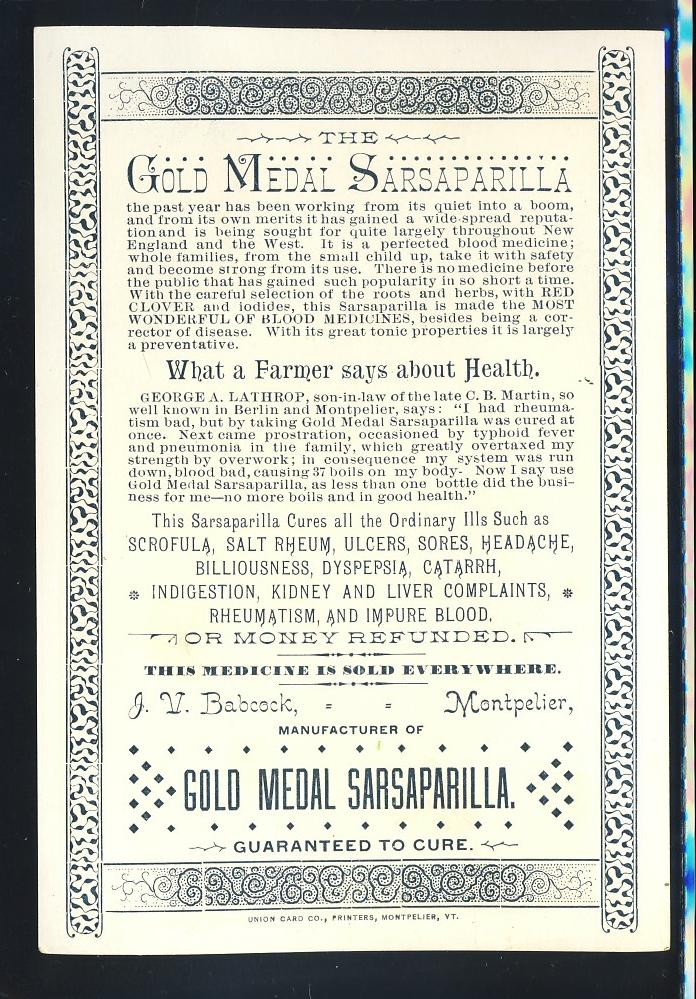 THE
GOLD MEDAL SARSAPARILLA
the past year has been working from its quiet into a boom,
and from its own merits it has gained a wide-spread reputa-
tion and is being sought for quite largely throughout New
England and the West. It is a perfected blood medicine;
whole families, from the small child up, take it with safety
and become strong from its use. There is no medicine before
the public that has gained such popularity in so short a time.
With the careful selection of the roots and herbs, with RED
CLOVER and iodides, this Sarsaparilla is made the MOST
WONDERFUL OF BLOOD MEDICINES, besides being a cor-
rector of disease. With its great tonic properties it is largely
a preventative.
What a Farmer says about Health.
GEORGE A. LATHROP, son-in-law of the late C. B. Martin, so
well known in Berlin and Montpelier, says: "I had rheuma-
tism bad, but by taking Gold Medal Sarsaparilla was cured at
once. Next came prostration, occasioned by typhoid fever
and pneumonia in the family, which greatly overtaxed my
strength by overwork; in consequence my system was run
down, blood bad, causing 37 boils on my body- Now I say use
Gold Medal Sarsaparilla, as less than one bottle did the busi-
ness for me—no more boils and in good health."
This Sarsaparilla Cures all the Ordinary Ills Such as
SCROFULA, SALT RHEUM, ULCERS, SORES, HEADACHE,
BILLIOUSNESS, DYSPEPSIA, CATARRH,
INDIGESTION, KIDNEY AND LIVER COMPLAINTS,
RHEUMATISM, AND IMPURE BLOOD,
OR MONEY REFUNDED.
THIS MEDICINE IS SOLD EVERYWHERE.
J. V. Babcock, = = Montpelier,
MANUFACTURER OF
GOLD MEDAL SARSAPARILLA.
GUARANTEED TO CURE.
UNION CARD CO., PRINTERS, MONTPELIER, VT.